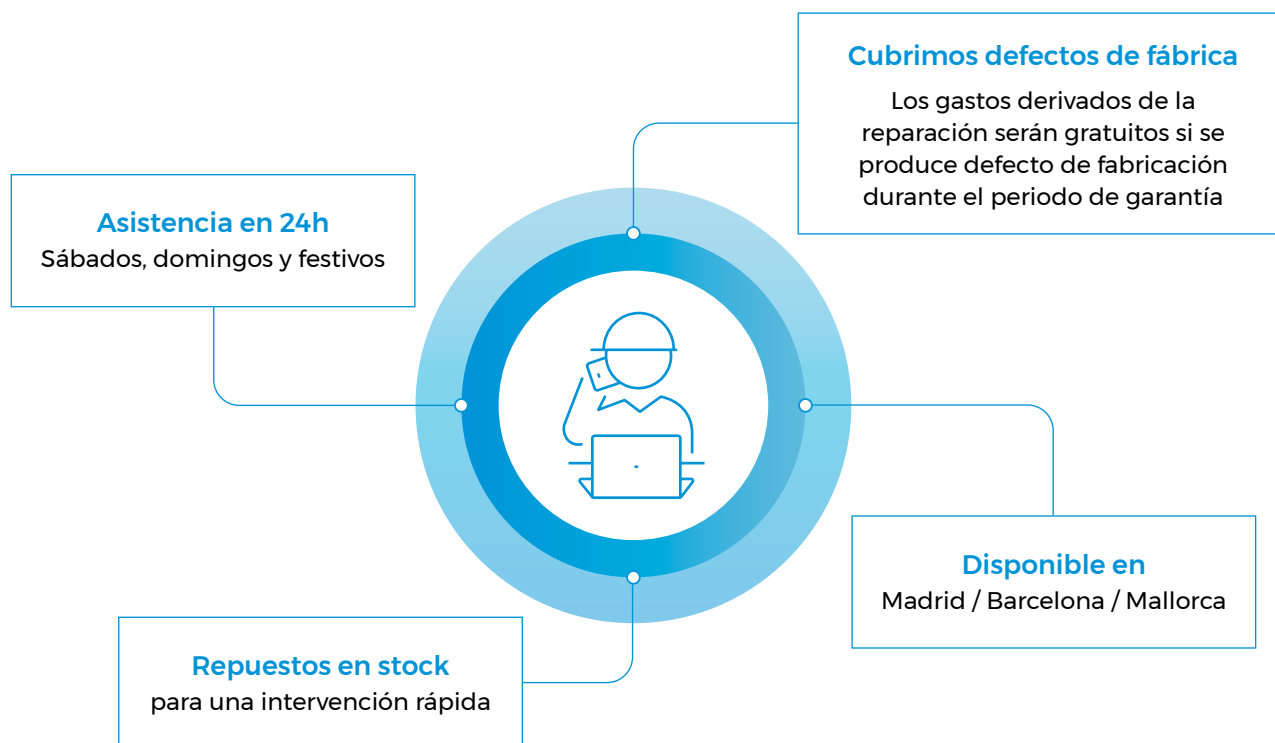 Cubrimos defectos de fábrica
Los gastos derivados de la
reparación serán gratuitos si se
produce defecto de fabricación
durante el periodo de garantía
Asistencia en 24h
Sábados, domingos y festivos
Disponible en
Madrid / Barcelona / Mallorca
Repuestos en stock
para una intervención rápida